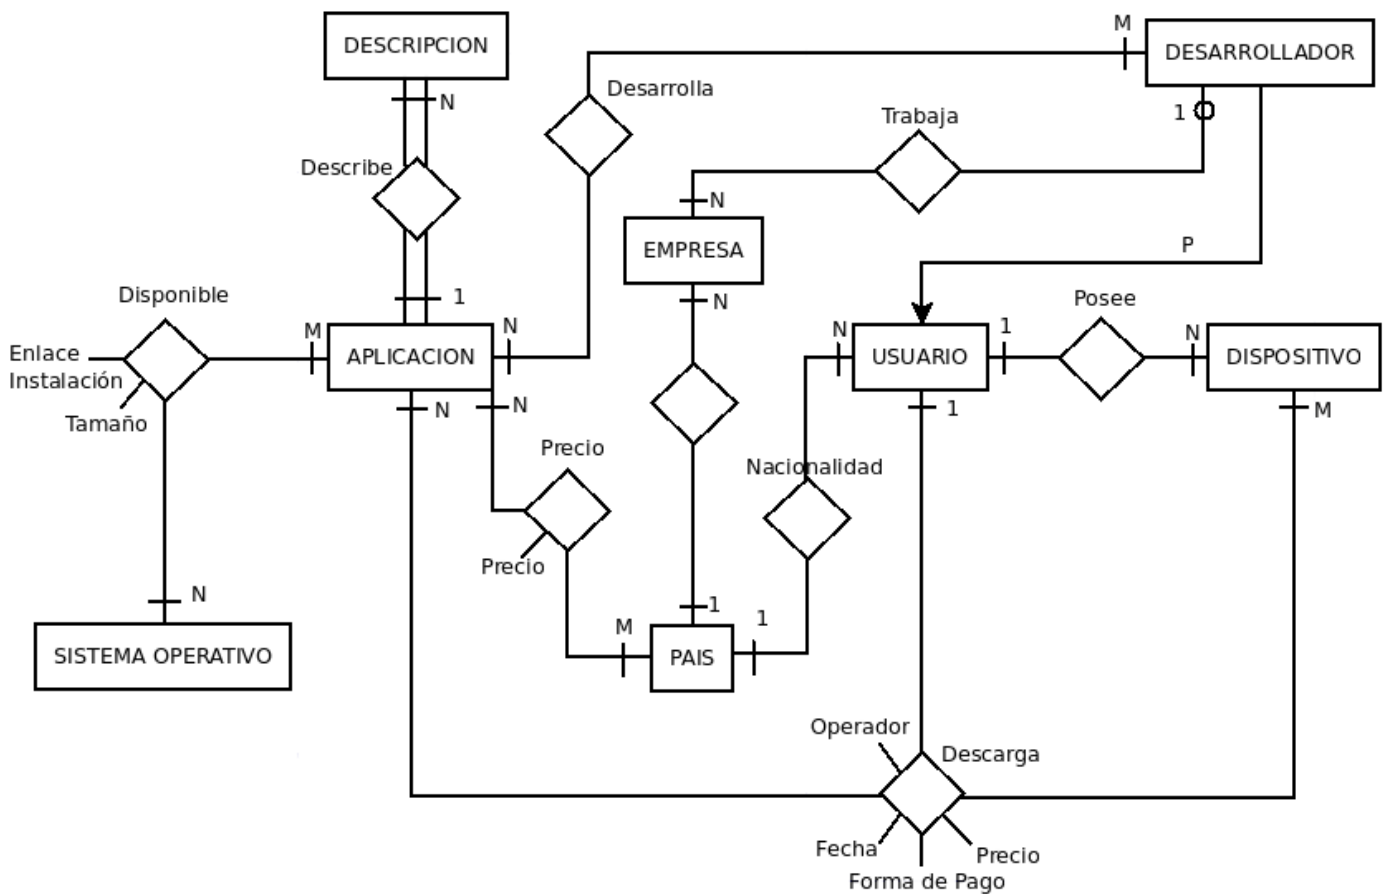 DESCRIPCION
M
DESARROLLADOR
Desarrolla
N
1
Trabaja
Describe
N
EMPRESA
P
Disponible
1
N
Posee
M
N
N
1
N
Enlace
Instalación
APLICACION
USUARIO
DISPOSITIVO
Tamaño
N
N
1
M
Precio
Nacionalidad
Precio
N
1
1
M
SISTEMA OPERATIVO
PAIS
Operador
Descarga
Fecha
Precio
Forma de Pago